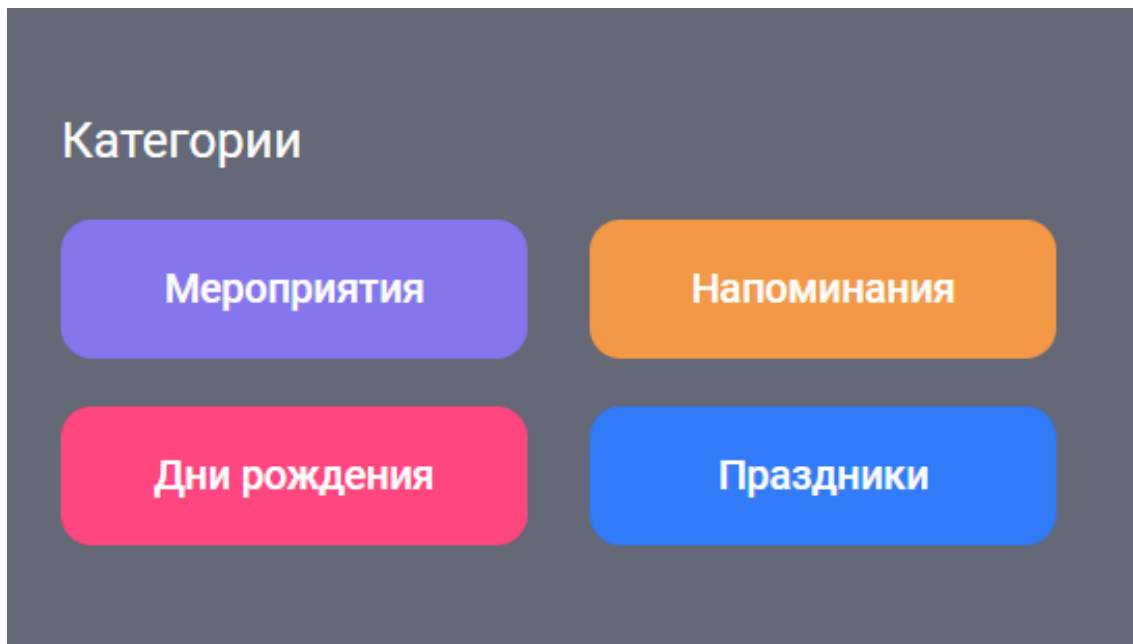 Категории
Мероприятия
Напоминания
Дни рождения
Праздники